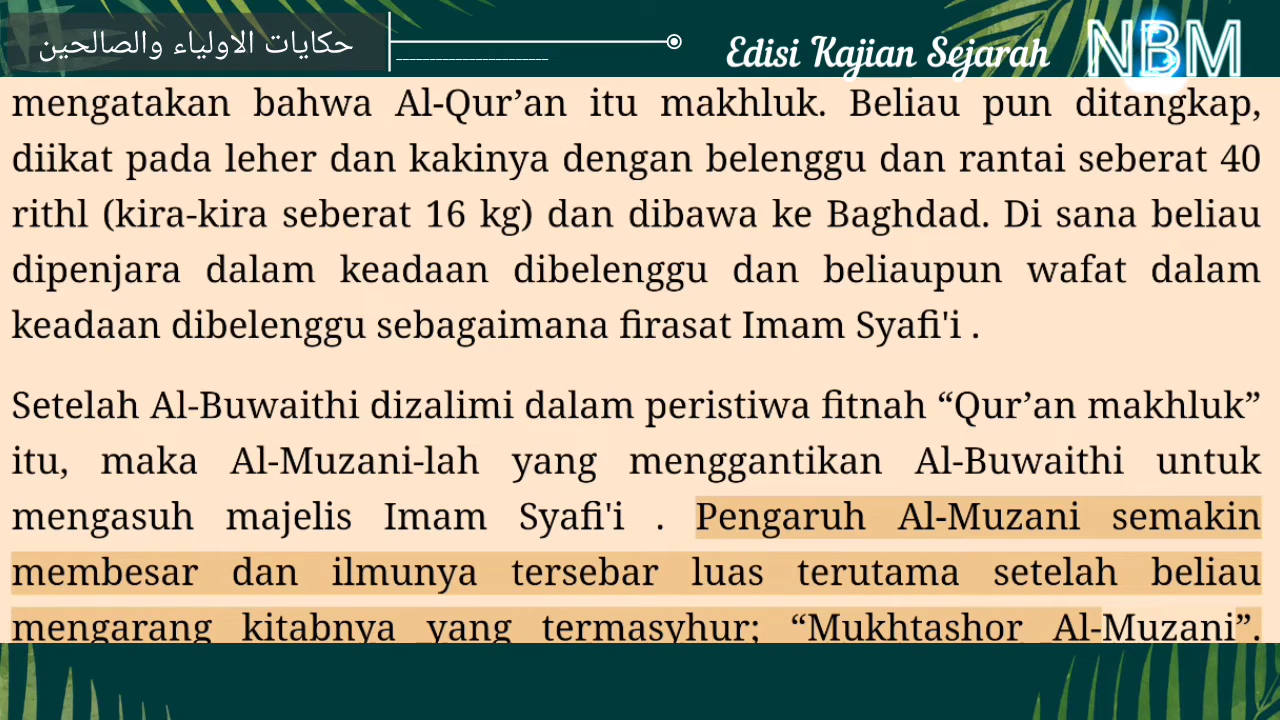 حكايات الاولياء والصالحين
Edisi Kajian Sejarah
NBM
mengatakan bahwa Al-Qur’an itu makhluk. Beliau pun ditangkap,
diikat pada leher dan kakinya dengan belenggu dan rantai seberat 40
rithl (kira-kira seberat 16 kg) dan dibawa ke Baghdad. Di sana beliau
dipenjara dalam keadaan dibelenggu dan beliaupun wafat dalam
keadaan dibelenggu sebagaimana firasat Imam Syafi'i .
Setelah Al-Buwaithi dizalimi dalam peristiwa fitnah “Qur’an makhluk”
itu, maka Al-Muzani-lah yang menggantikan Al-Buwaithi untuk
mengasuh majelis Imam Syafi'i . Pengaruh Al-Muzani semakin
membesar dan ilmunya tersebar luas terutama setelah beliau
mengarang kitabnya yang termasyhur; “Mukhtashor Al-Muzani”.